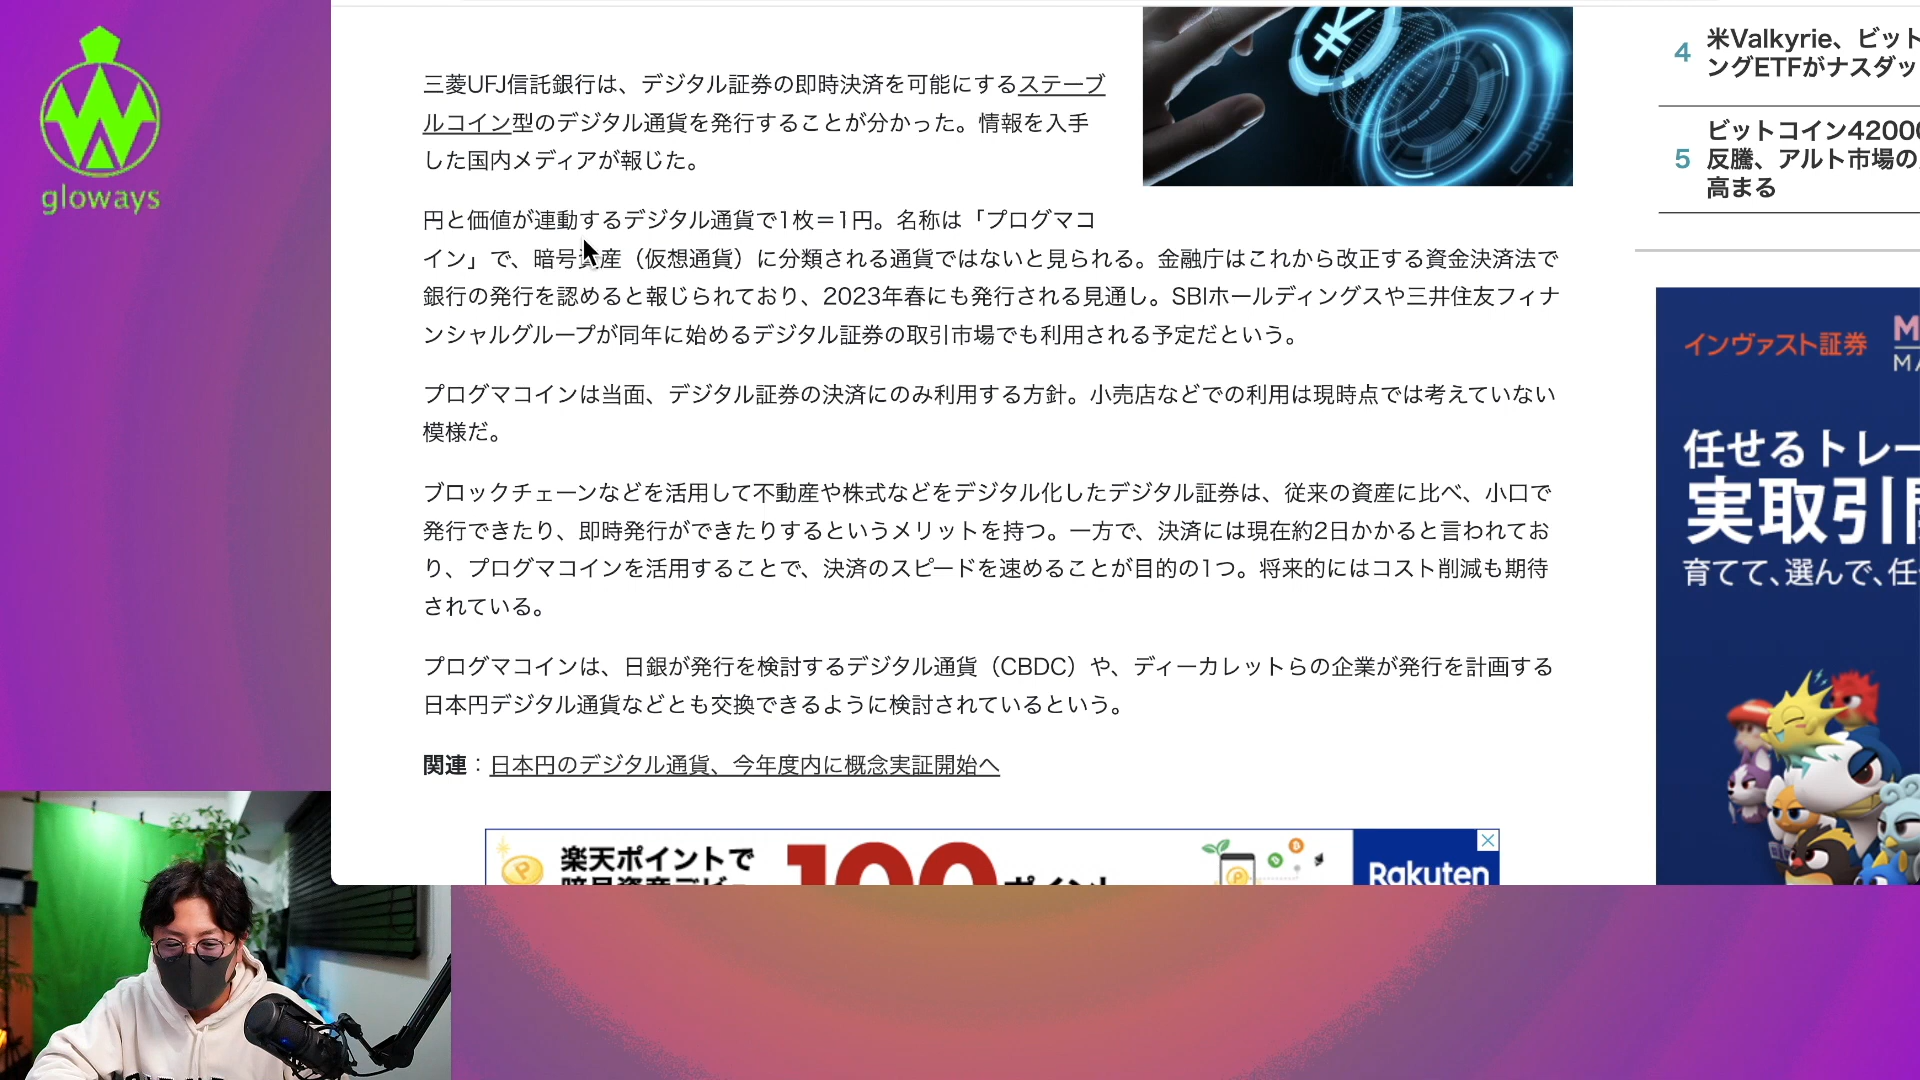 gloways
三菱UFJ信託銀行は、デジタル証券の即時決済を可能にするステーブ
ルコイン型のデジタル通貨を発行することが分かった。情報を入手
した国内メディアが報じた。
円と価値が連動するデジタル通貨で1枚＝1円。名称は「プログマコ
イン」で、暗号資産（仮想通貨）に分類される通貨ではないと見られる。金融庁はこれから改正する資金決済法で
銀行の発行を認めると報じられており、2023年春にも発行される見通し。SBIホールディングスや三井住友フィナ
ンシャルグループが同年に始めるデジタル証券の取引市場でも利用される予定だという。
プログマコインは当面、デジタル証券の決済にのみ利用する方針。小売店などでの利用は現時点では考えていない
模様だ。
ブロックチェーンなどを活用して不動産や株式などをデジタル化したデジタル証券は、従来の資産に比べ、小口で
発行できたり、即時発行ができたりするというメリットを持つ。一方で、決済には現在約2日かかると言われてお
り、プログマコインを活用することで、決済のスピードを速めることが目的の1つ。将来的にはコスト削減も期待
されている。
プログマコインは、日銀が発行を検討するデジタル通貨（CBDC）や、ディーカレットらの企業が発行を計画する
日本円デジタル通貨などとも交換できるように検討されているという。
関連：日本円のデジタル通貨、今年度内に概念実証開始へ
楽天ポイントで
暗号資産デビュー
100
ポイント
Rakuten
4
米Valkyrie、ビット
ングETFがナスダッ
5
ビットコイン4200
反騰、アルト市場の
高まる
インヴァスト証券
M
MA
任せるトレー
実取引
育てて、選んで、任